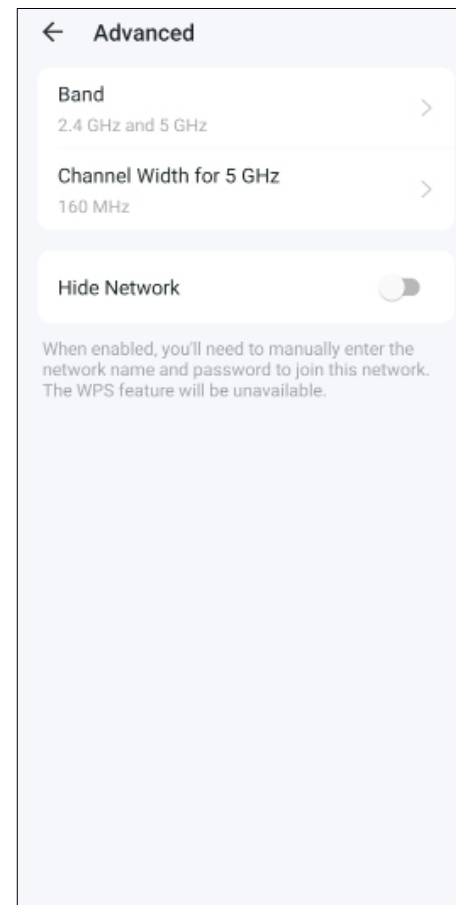 Advanced
Band
2.4 GHz and 5 GHz
Channel Width for 5 GHz
160 MHz
Hide Network
When enabled, you'll need to manually enter the
network name and password to join this network.
The WPS feature will be unavailable.